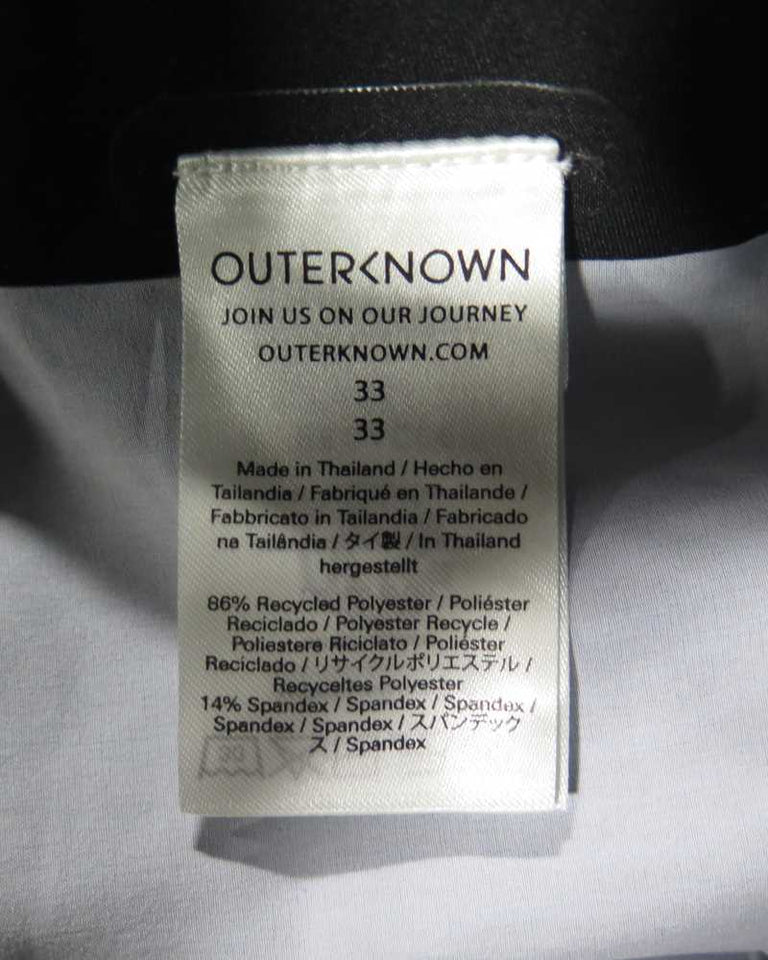 OUTERKNOWN
JOIN US ON OUR JOURNEY
OUTERKNOWN.COM
33
33
Made in Thailand / Hecho en
Tailandia / Fabriqué en Thaïlande /
Fabbricato in Tailandia / Fabricado
na Tailândia / タイ製 / In Thailand
hergestellt
86% Recycled Polyester / Poliéster
Reciclado / Polyester Recycle /
Poliestere Riciclato / Poliéster
Reciclado / リサイクルポリエステル /
Recyceltes Polyester
14% Spandex / Spandex / Spandex /
Spandex / Spandex / スパンデック
ス / Spandex